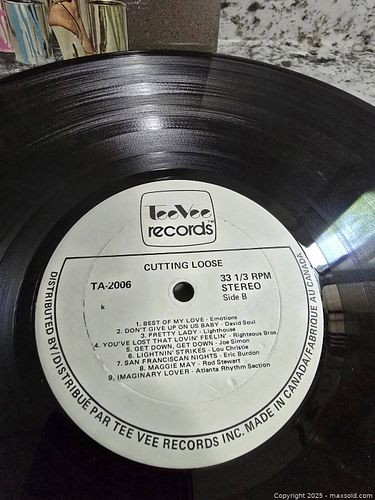 TeeVee
records
CUTTING LOOSE
TA-2006
33 1/3 RPM
STEREO
Side B
k
1. BEST OF MY LOVE - Emotions
2. DON'T GIVE UP ON US BABY - David Soul
3. PRETTY LADY - Lighthouse
4. YOU'VE LOST THAT LOVIN' FEELIN' - Righteous Bros.
5. GET DOWN, GET DOWN - Joe Simon
6. LIGHTNIN' STRIKES - Lou Christie
7. SAN FRANCISCAN NIGHTS - Eric Burdon
8. MAGGIE MAY - Rod Stewart
9. IMAGINARY LOVER - Atlanta Rhythm Section
DISTRIBUTED BY/DISTRIBUÉ PAR TEE VEE RECORDS INC. MADE IN CANADA/FABRIQUE AU CANADA
Copyright © 2025 - maxsold.com